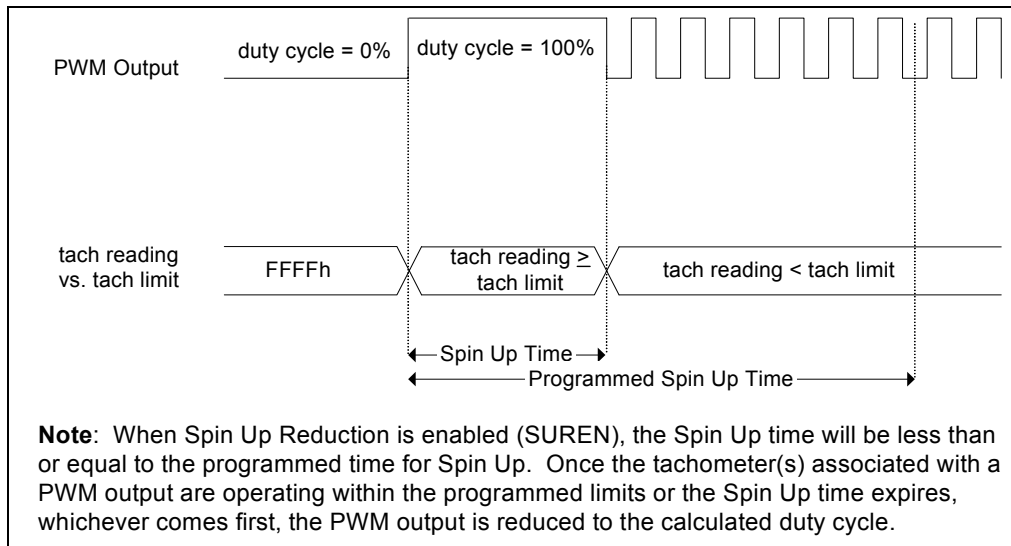 PWM Output
duty cycle = 0%
duty cycle = 100%
tach reading
vs. tach limit
FFFFh
tach reading ≥
tach limit
tach reading < tach limit
Spin Up Time
Programmed Spin Up Time
Note: When Spin Up Reduction is enabled (SUREN), the Spin Up time will be less than
or equal to the programmed time for Spin Up. Once the tachometer(s) associated with a
PWM output are operating within the programmed limits or the Spin Up time expires,
whichever comes first, the PWM output is reduced to the calculated duty cycle.